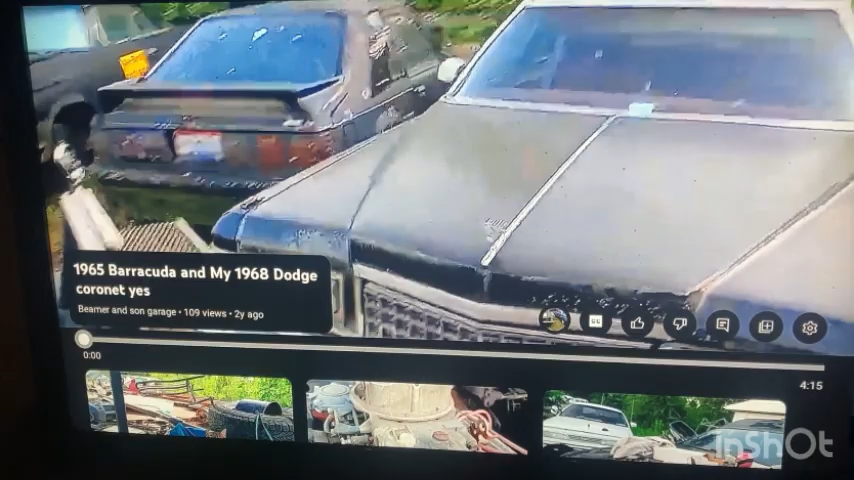 1965 Barracuda and My 1968 Dodge
coronet yes
Beamer and son garage • 109 views • 2y ago
0:00
4:15
InShOt